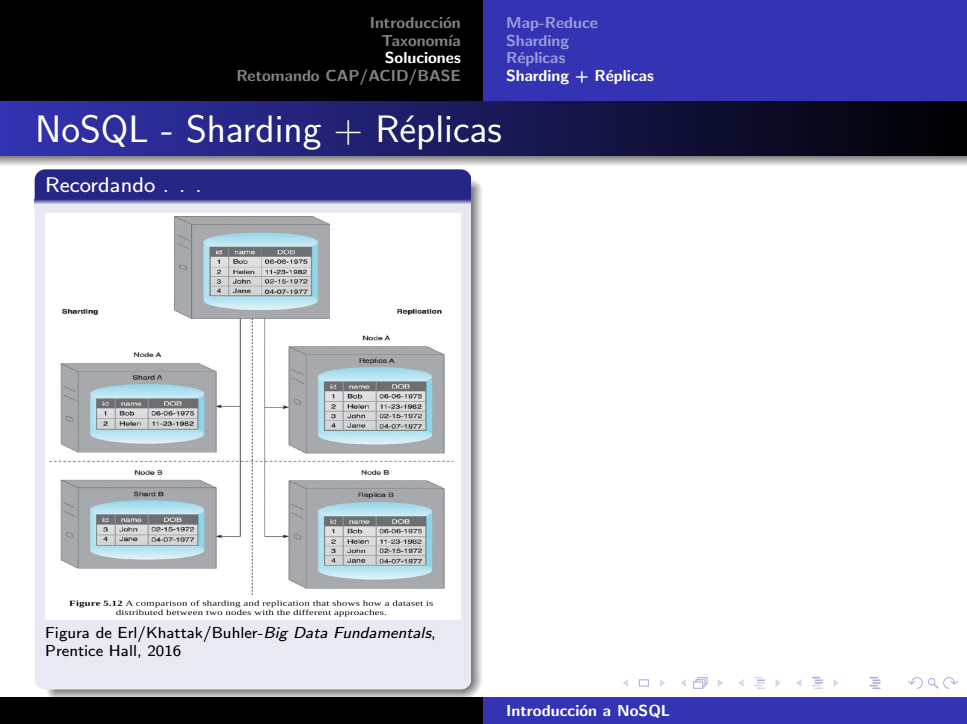 Introducción
Taxonomía
Soluciones
Retomando CAP/ACID/BASE
Map-Reduce
Sharding
Réplicas
Sharding + Réplicas
NoSQL - Sharding + Réplicas
Recordando . . .
id name DOB
1 Bob 06-06-1975
2 Helen 11-23-1982
3 John 02-15-1972
4 Jane 04-07-1977
Sharding
Replication
Node A
Shard A
id name DOB
1 Bob 06-06-1975
2 Helen 11-23-1982
Node A
Replica A
id name DOB
1 Bob 06-06-1975
2 Helen 11-23-1982
3 John 02-15-1972
4 Jane 04-07-1977
Node B
Shard B
id name DOB
3 John 02-15-1972
4 Jane 04-07-1977
Node B
Replica B
id name DOB
1 Bob 06-06-1975
2 Helen 11-23-1982
3 John 02-15-1972
4 Jane 04-07-1977
Figure 5.12 A comparison of sharding and replication that shows how a dataset is
distributed between two nodes with the different approaches.
Figura de Erl/Khattak/Buhler-Big Data Fundamentals,
Prentice Hall, 2016
Introducción a NoSQL